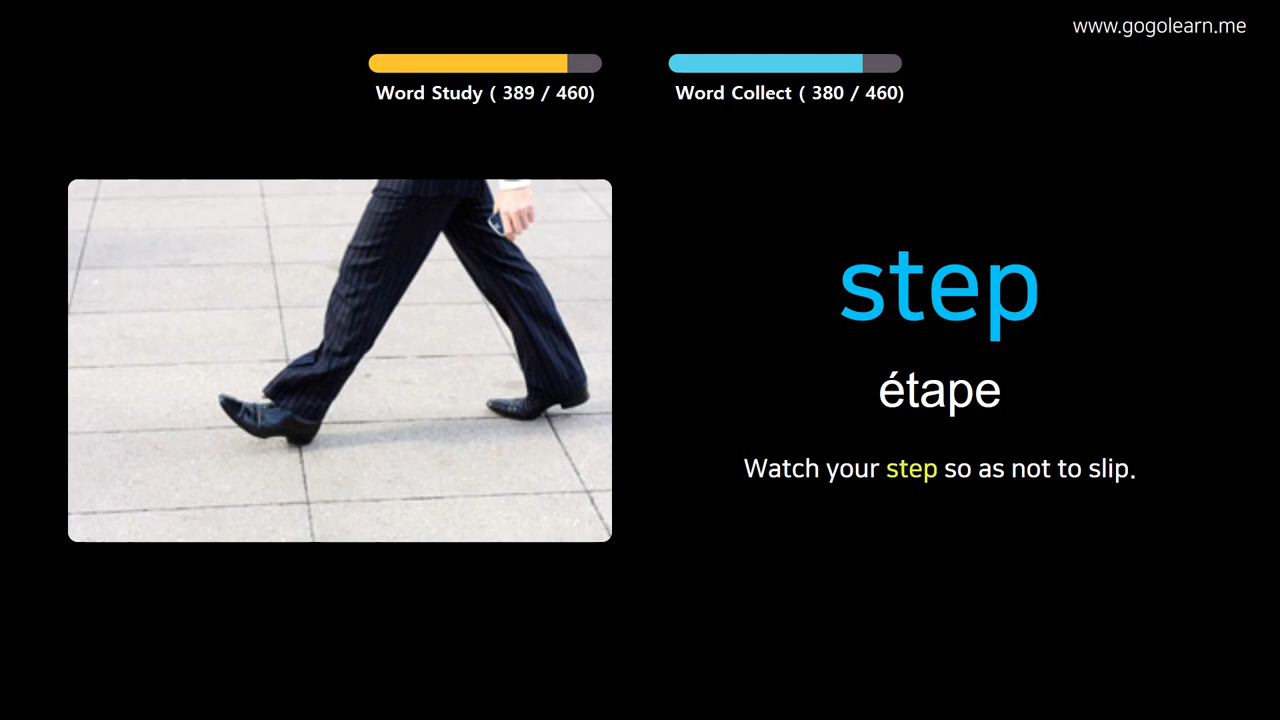 www.gogolearn.me
Word Study ( 389 / 460)
Word Collect ( 380 / 460)
step
étape
Watch your step so as not to slip.